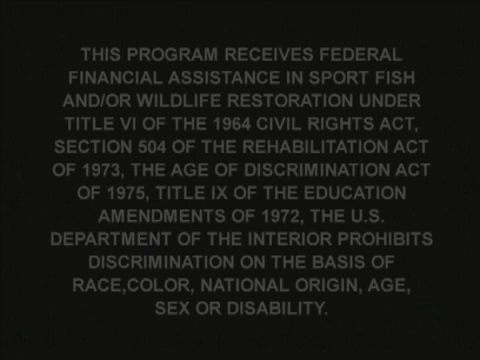 THIS PROGRAM RECEIVES FEDERAL
FINANCIAL ASSISTANCE IN SPORT FISH
AND/OR WILDLIFE RESTORATION UNDER
TITLE VI OF THE 1964 CIVIL RIGHTS ACT,
SECTION 504 OF THE REHABILITATION ACT
OF 1973, THE AGE OF DISCRIMINATION ACT
OF 1975, TITLE IX OF THE EDUCATION
AMENDMENTS OF 1972, THE U.S.
DEPARTMENT OF THE INTERIOR PROHIBITS
DISCRIMINATION ON THE BASIS OF
RACE,COLOR, NATIONAL ORIGIN, AGE,
SEX OR DISABILITY.